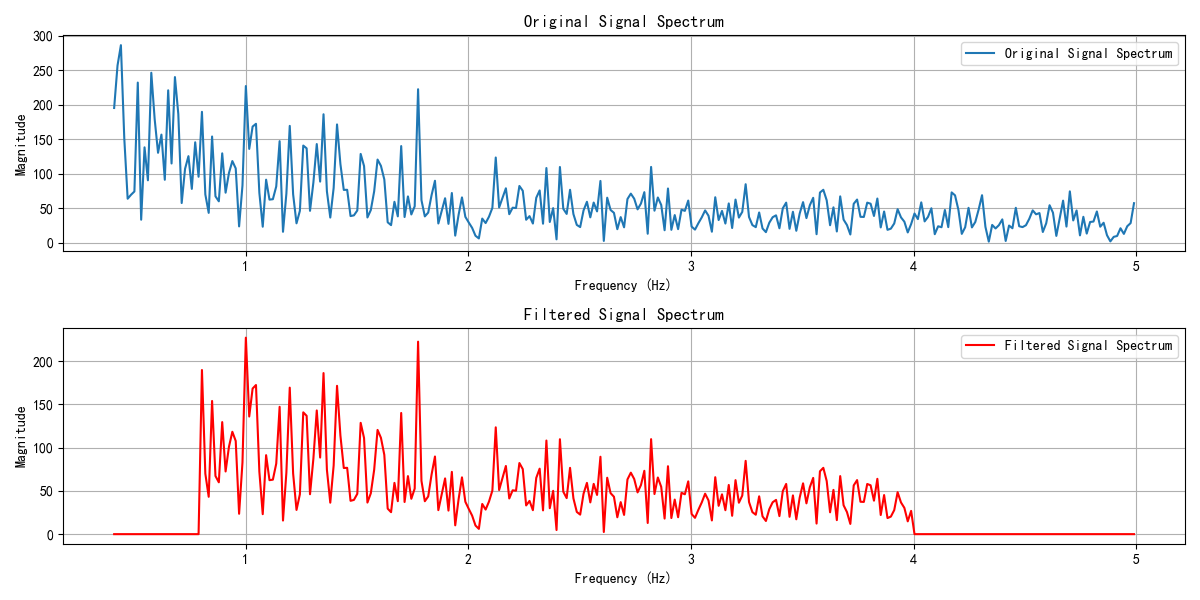 Original Signal Spectrum
300
250
200
150
100
50
0
Magnitude
Original Signal Spectrum
1 2 3 4 5
Frequency (Hz)
Filtered Signal Spectrum
200
150
100
50
0
Magnitude
Filtered Signal Spectrum
1 2 3 4 5
Frequency (Hz)